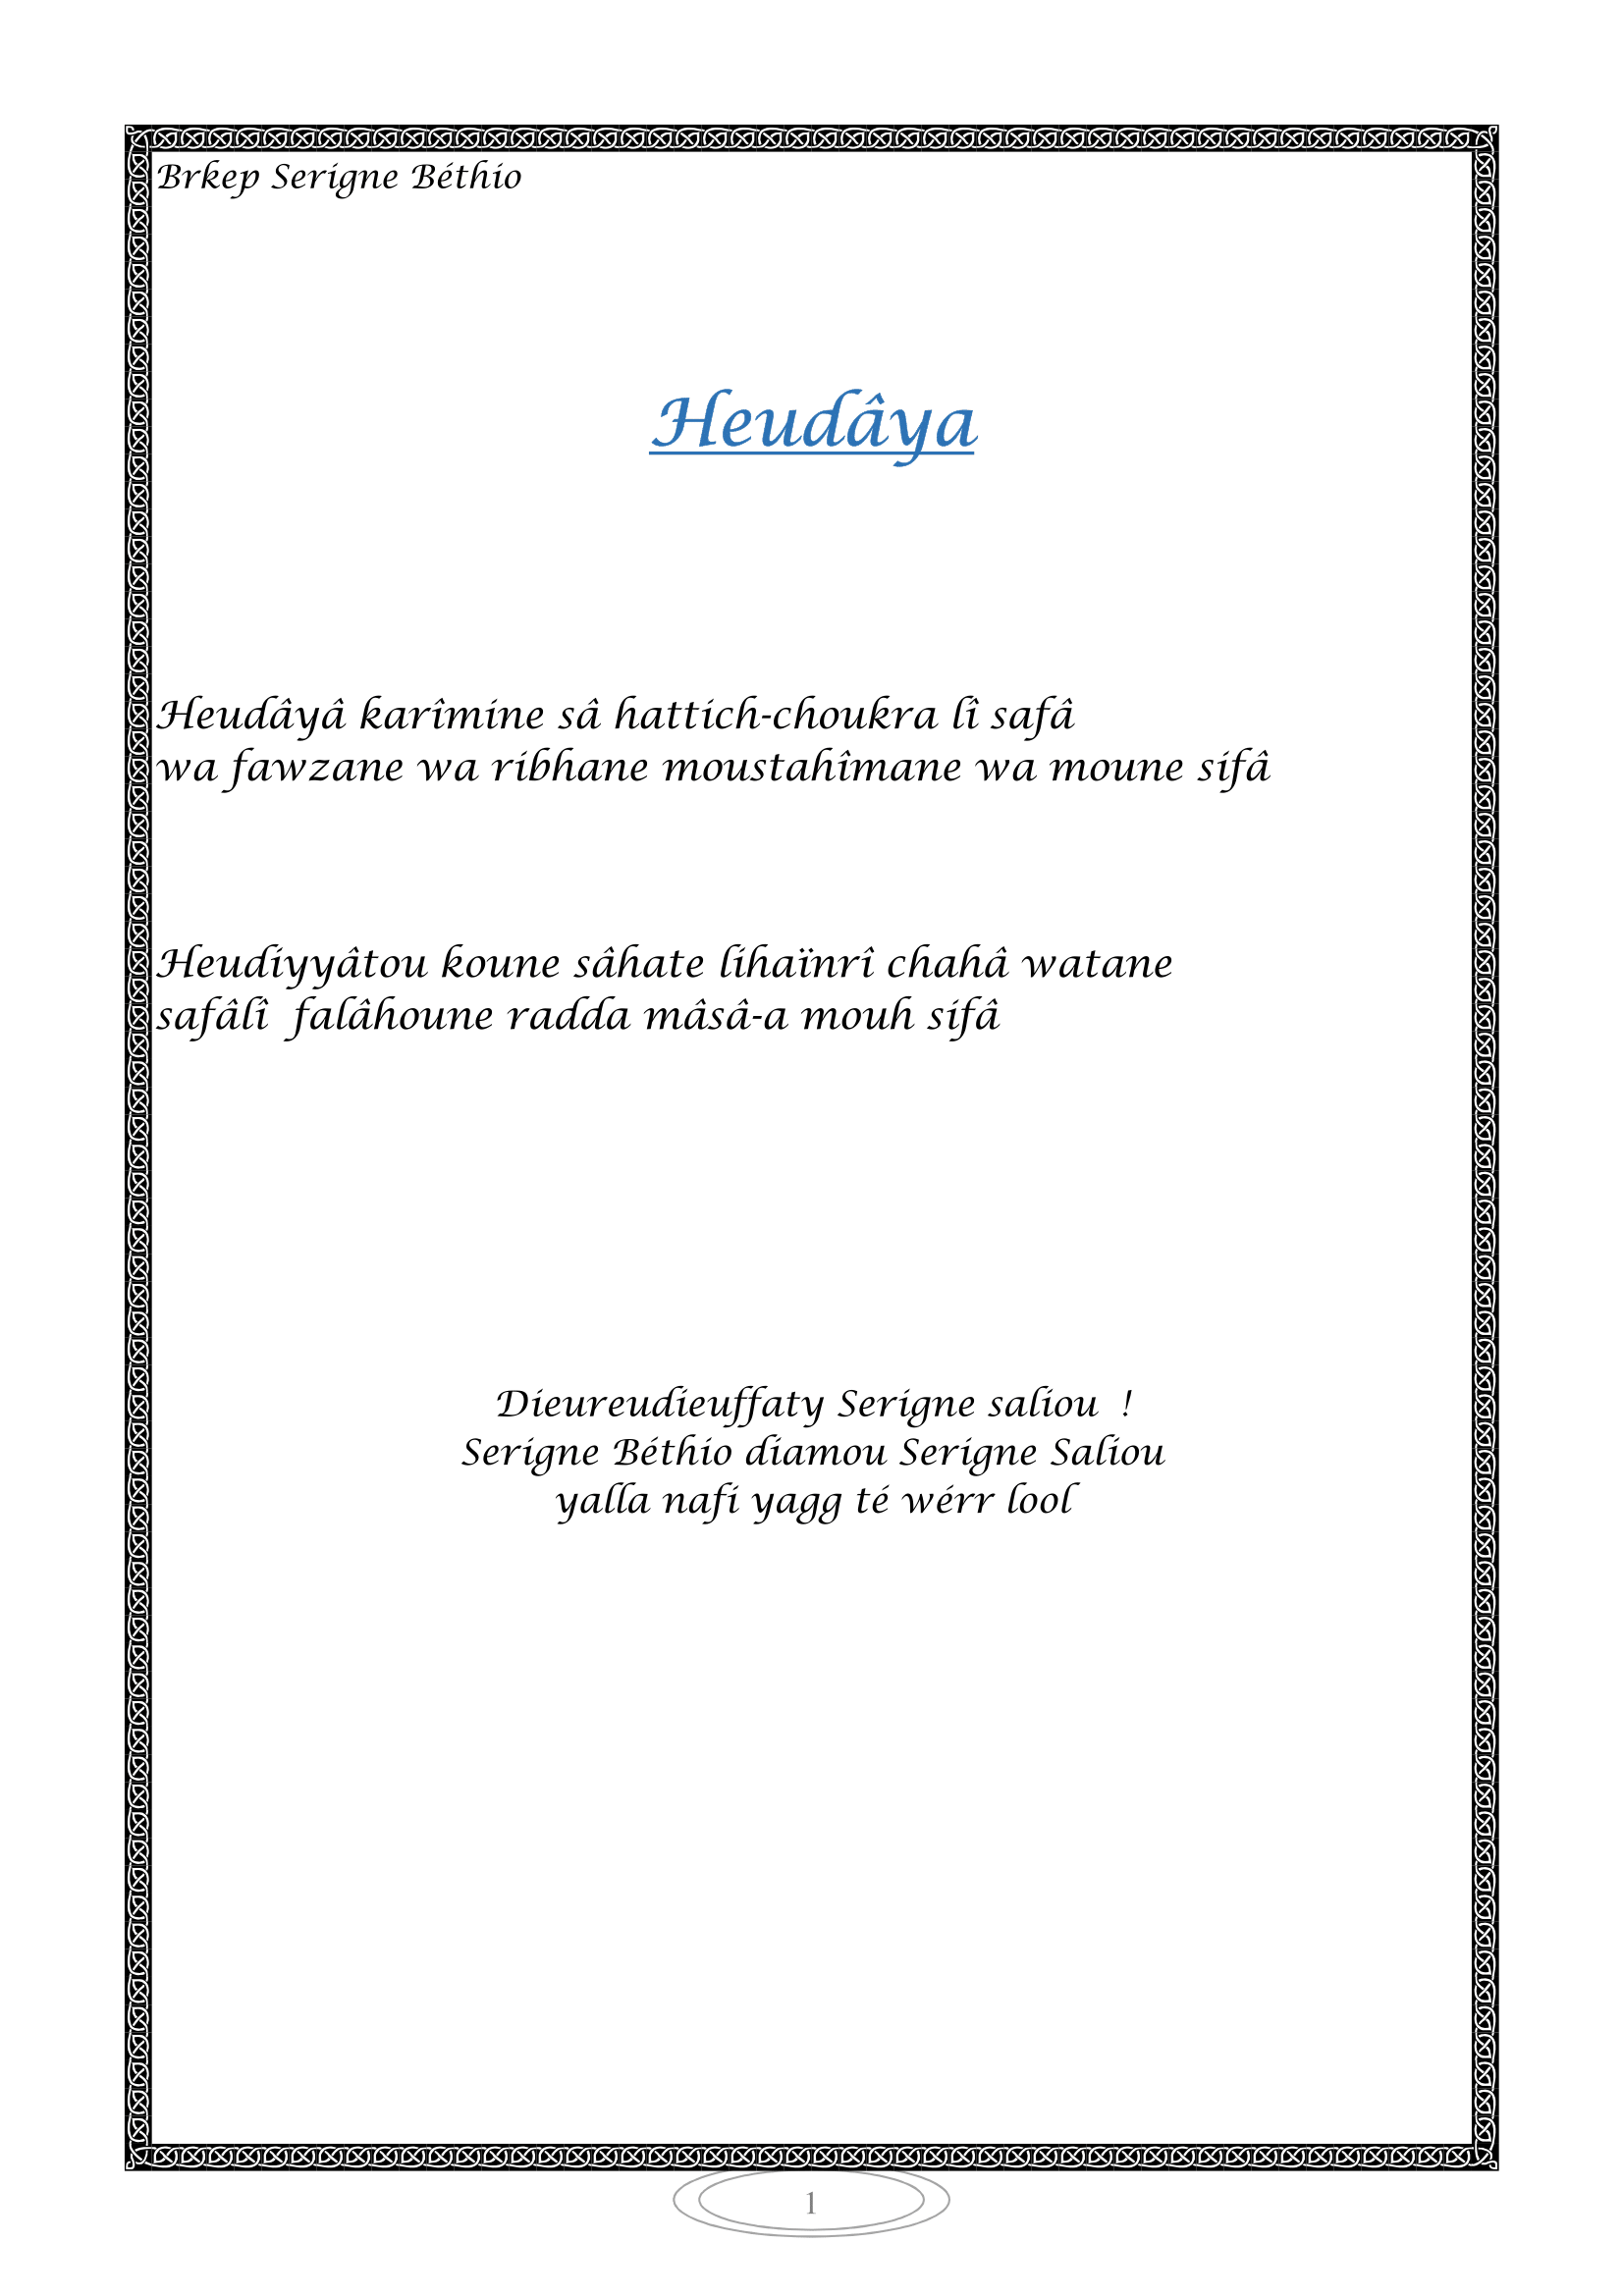 Brkep Serigne Béthio
Heudâya
Heudâyâ karîmine sâ hattich-choukra lî safâ
wa fawzane wa ribhane moustahîmane wa moune sifâ
Heudiyyâtou koune sâhate lihaïnrî chahâ watane
safâlî falâhoune radda mâsâ-a mouh sifâ
Dieureudieuffaty Serigne saliou !
Serigne Béthio diamou Serigne Saliou
yalla nafi yagg té wérr lool
1